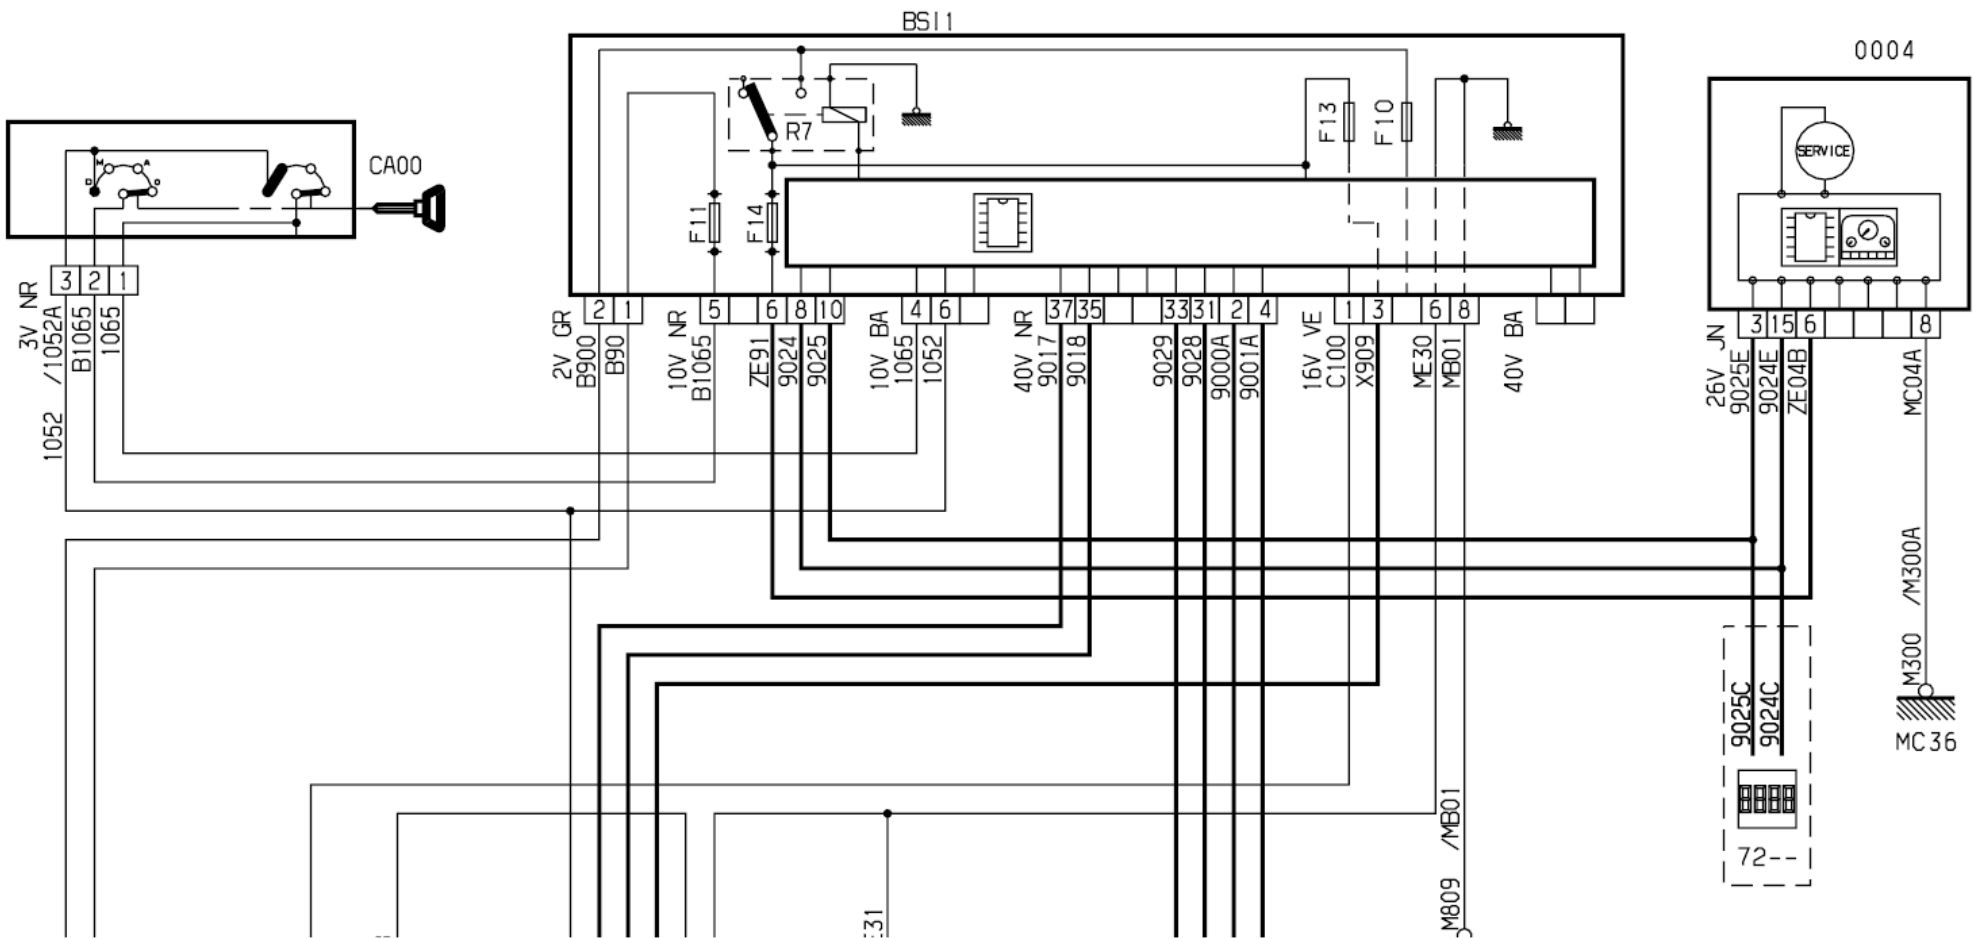 BSI1
0004
CA00
M
A
D
D
R7
F13
F10
SERVICE
F11
F14
3 2 1
2 1
5
6 8 10
4 6
37 35
33 31 2 4
1 3
6 8
3 15 6
8
3V NR
1052 /1052A
B1065
1065
2V GR
B900
B90
10V NR
B1065
ZE91
9024
9025
10V BA
1065
1052
40V NR
9017
9018
9029
9028
9000A
9001A
16V VE
C100
X909
ME30
MB01
40V BA
26V JN
9025E
9024E
ZE04B
MC04A
M300 /M300A
MC36
9025C
9024C
8888
72--
M809 /MB01